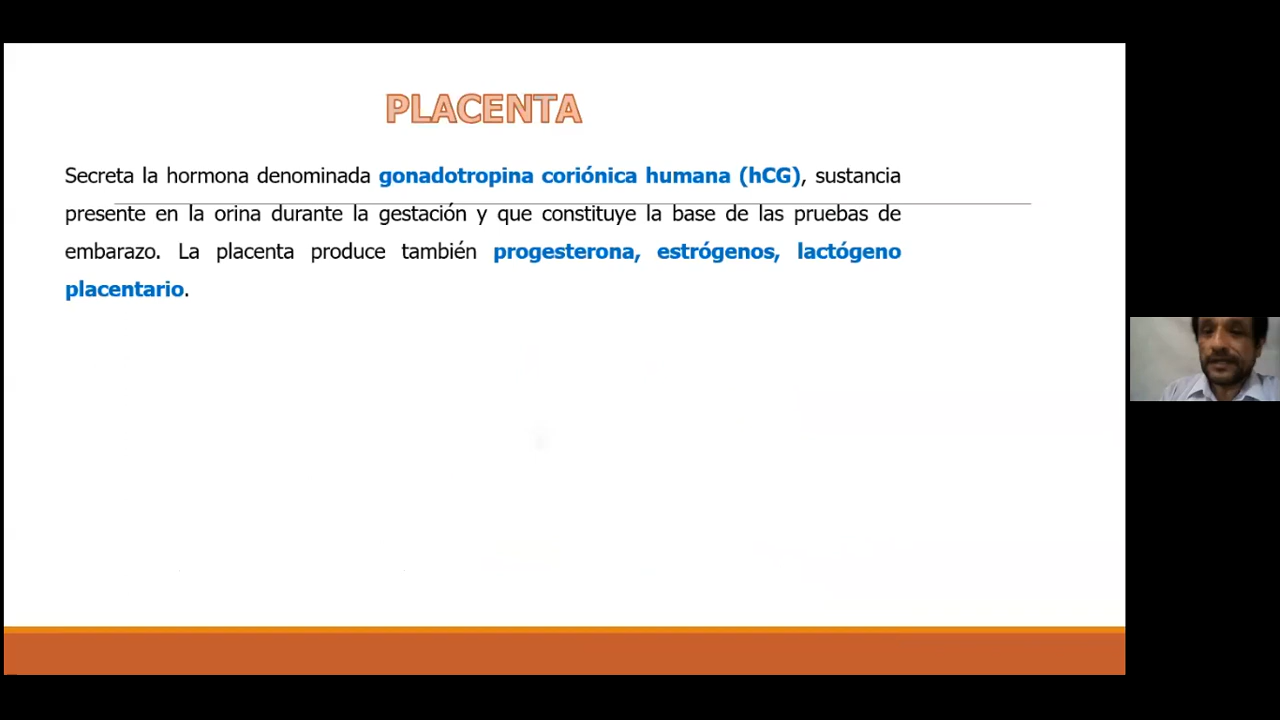 PLACENTA
Secreta la hormona denominada gonadotropina coriónica humana (hCG), sustancia
presente en la orina durante la gestación y que constituye la base de las pruebas de
embarazo. La placenta produce también progesterona, estrógenos, lactógeno
placentario.